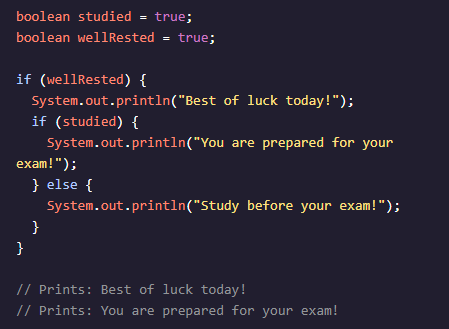 boolean studied = true;
boolean wellRested = true;

if (wellRested) {
  System.out.println("Best of luck today!");
  if (studied) {
    System.out.println("You are prepared for your
exam!");
  } else {
    System.out.println("Study before your exam!");
  }
}

// Prints: Best of luck today!
// Prints: You are prepared for your exam!